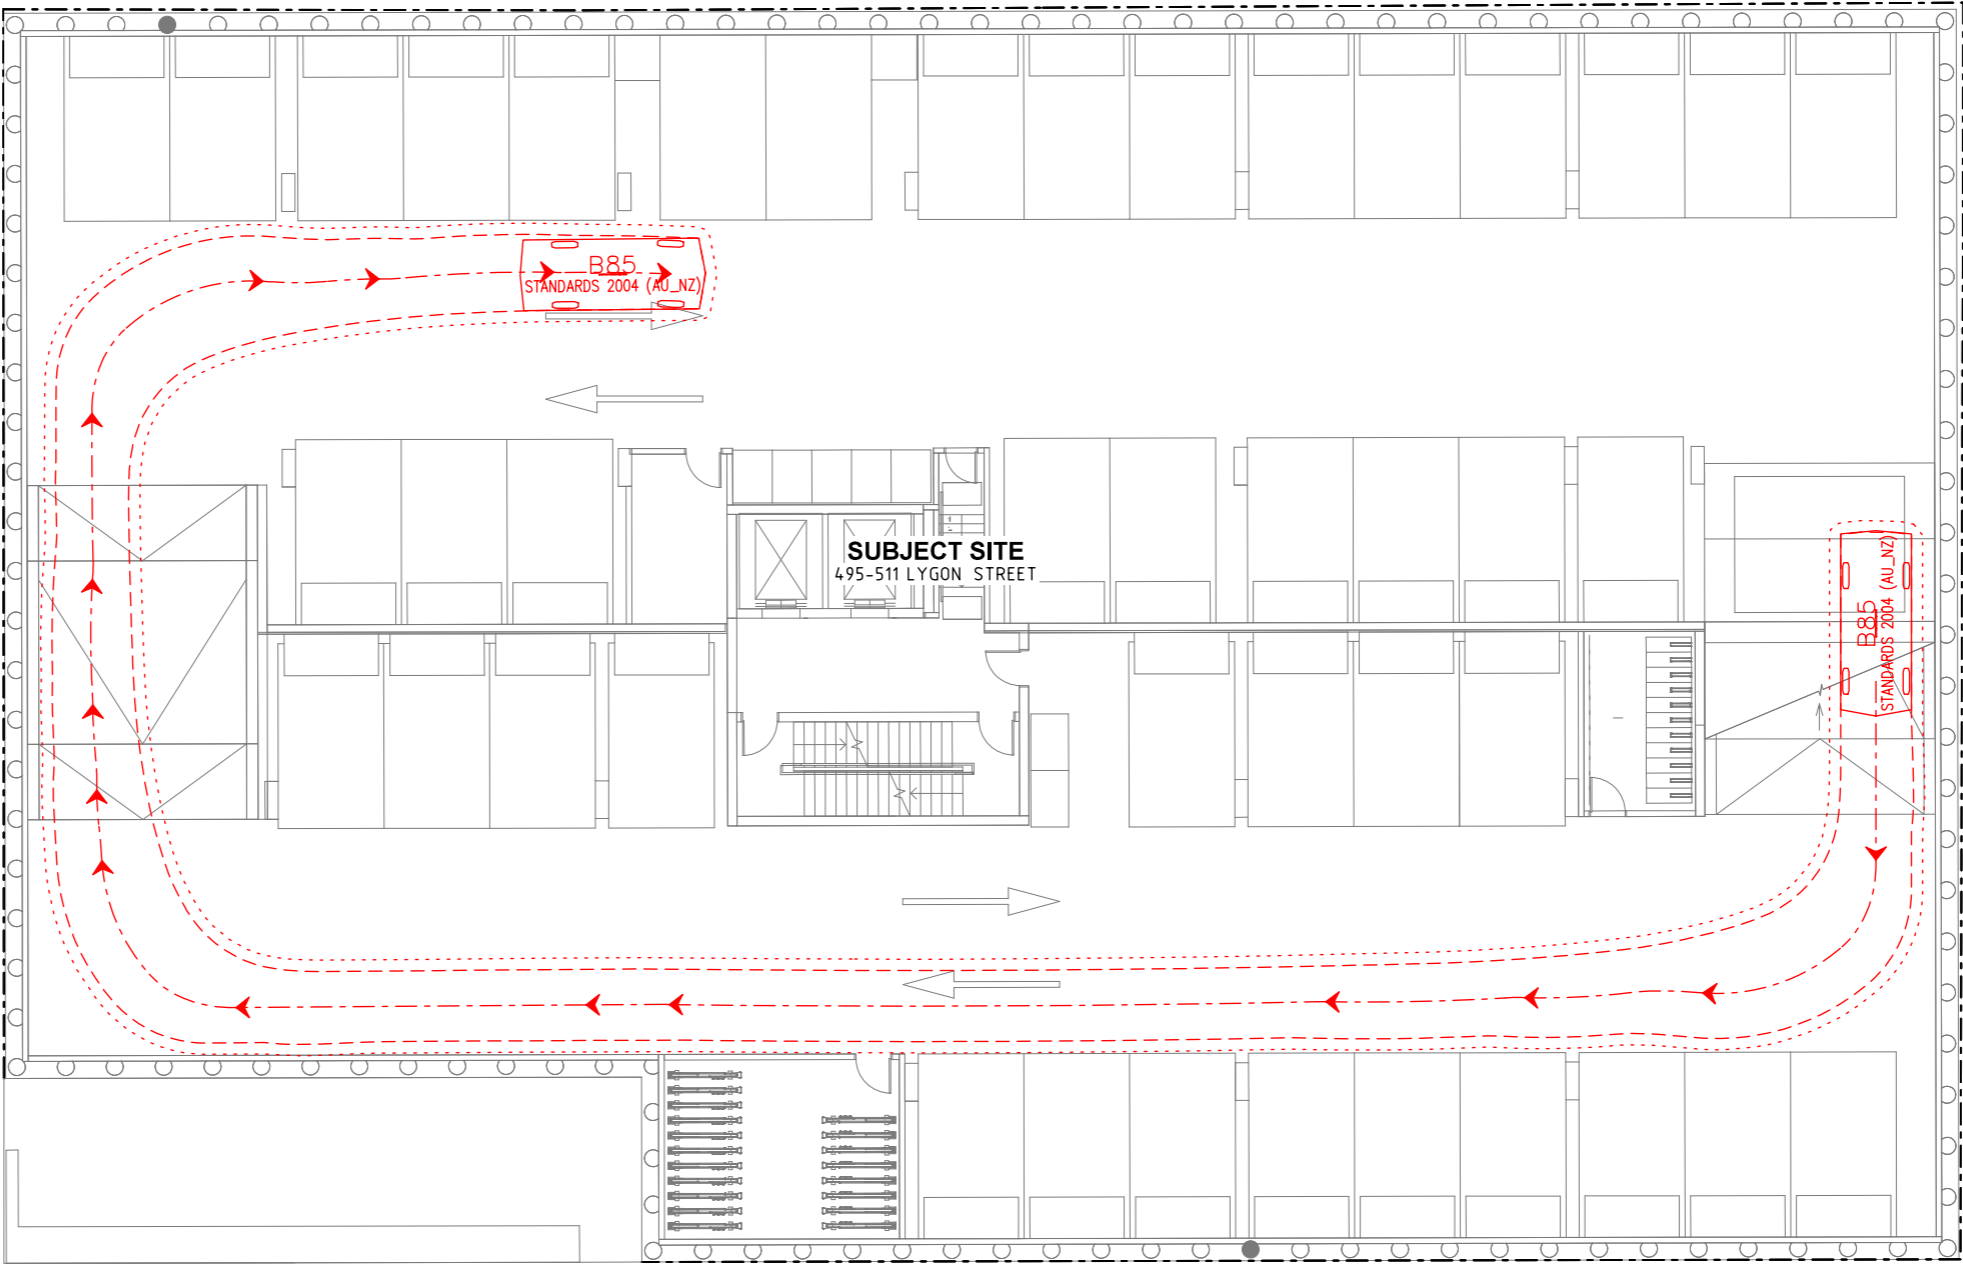 B85
STANDARDS 2004 (AU_NZ)
SUBJECT SITE
495-511 LYGON STREET
B85
STANDARDS 2004 (AU_NZ)